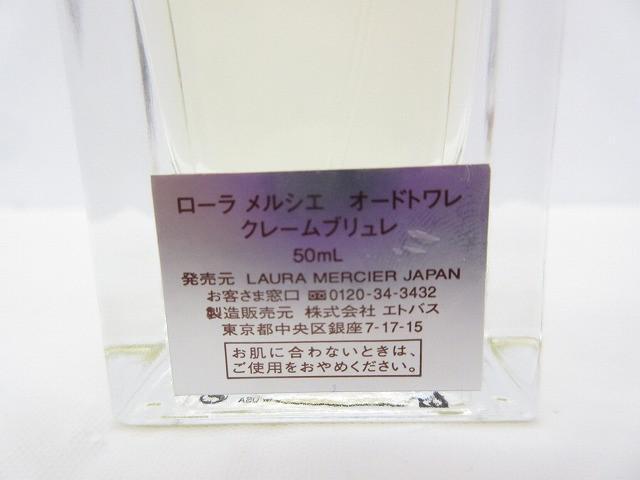 ローラ メルシエ　オードトワレ
クレームブリュレ
50mL
発売元 LAURA MERCIER JAPAN
お客さま窓口 0120-34-3432
製造販売元 株式会社 エトバス
東京都中央区銀座7-17-15
お肌に合わないときは、
ご使用をおやめください。